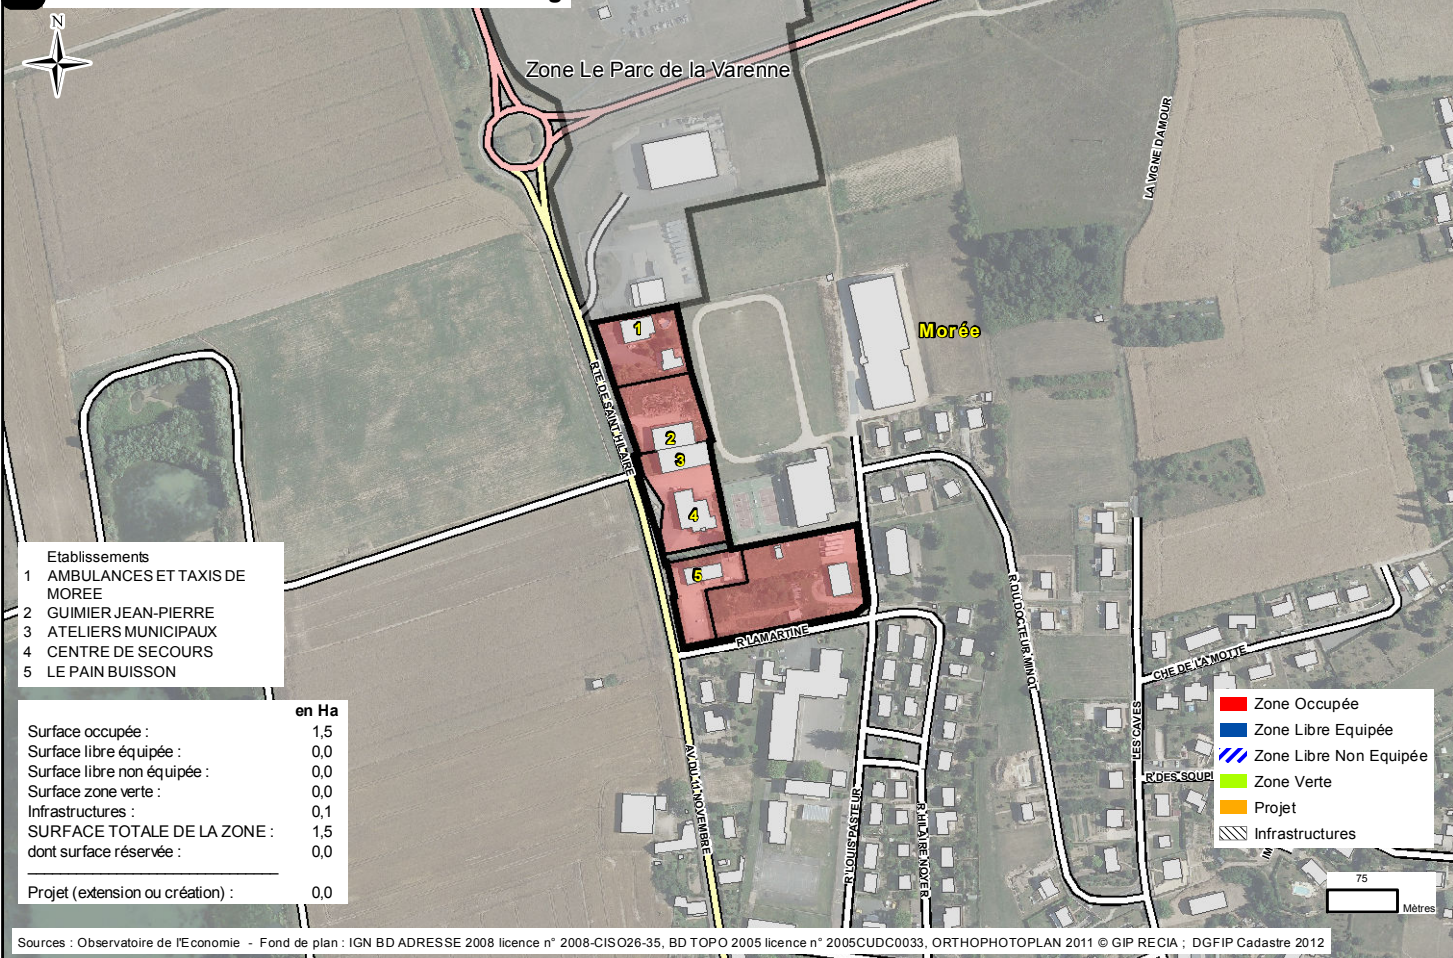 N
Zone Le Parc de la Varenne
LA VIGNE DAMOUR
Morée
1
RTE DE SAINT HILAIRE
2
3
4
5
R LAMARTINE
R DU DOCTEUR MINOT
CHE DE LA MOTTE
LES CAVES
AV DU 11 NOVEMBRE
R LOUIS PASTEUR
R HILAIRE NOYER
Etablissements
1 AMBULANCES ET TAXIS DE
MOREE
2 GUIMIER JEAN-PIERRE
3 ATELIERS MUNICIPAUX
4 CENTRE DE SECOURS
5 LE PAIN BUISSON
en Ha
Surface occupée : 1,5
Surface libre équipée : 0,0
Surface libre non équipée : 0,0
Surface zone verte : 0,0
Infrastructures : 0,1
SURFACE TOTALE DE LA ZONE : 1,5
dont surface réservée : 0,0
Projet (extension ou création) : 0,0
Zone Occupée
Zone Libre Equipée
Zone Libre Non Equipée
Zone Verte
Projet
Infrastructures
R DES SOUPI
75
Mètres
Sources : Observatoire de l'Economie - Fond de plan : IGN BD ADRESSE 2008 licence n° 2008-CISO26-35, BD TOPO 2005 licence n° 2005CUDC0033, ORTHOPHOTOPLAN 2011 © GIP RECIA ; DGFIP Cadastre 2012